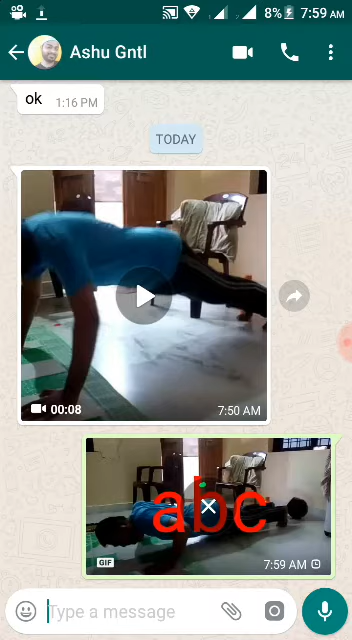 8% 7:59 AM
Ashu Gntl
ok 1:16 PM
TODAY
00:08 7:50 AM
abc
GIF 7:59 AM
Type a message